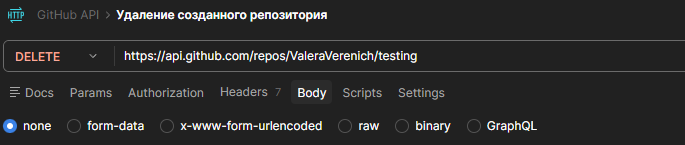 HTTP GitHub API > Удаление созданного репозитория
DELETE https://api.github.com/repos/ValeraVerenich/testing
Docs Params Authorization Headers 7 Body Scripts Settings
none form-data x-www-form-urlencoded raw binary GraphQL